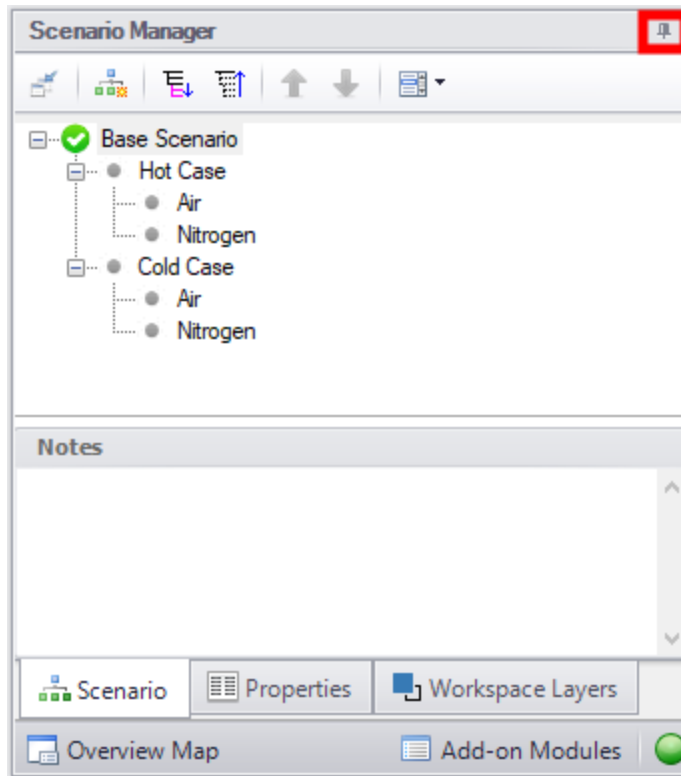 Scenario Manager
Base Scenario
Hot Case
Air
Nitrogen
Cold Case
Air
Nitrogen
Notes
Scenario Properties Workspace Layers
Overview Map Add-on Modules